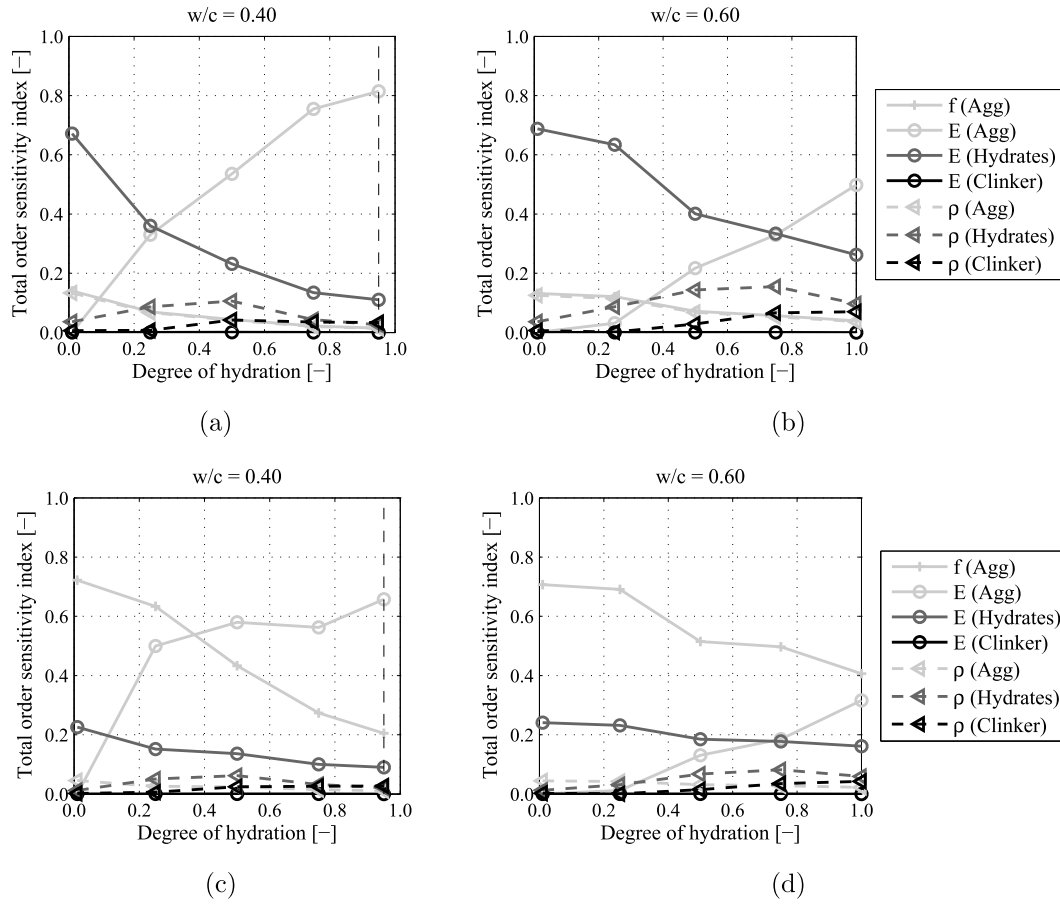 w/c = 0.40
w/c = 0.60
Total order sensitivity index [−]
1.0
0.8
0.6
0.4
0.2
0.0
0.0 0.2 0.4 0.6 0.8 1.0
Degree of hydration [−]
(a)
Total order sensitivity index [−]
1.0
0.8
0.6
0.4
0.2
0.0
0.0 0.2 0.4 0.6 0.8 1.0
Degree of hydration [−]
(b)
f (Agg)
E (Agg)
E (Hydrates)
E (Clinker)
ρ (Agg)
ρ (Hydrates)
ρ (Clinker)
w/c = 0.40
w/c = 0.60
Total order sensitivity index [−]
1.0
0.8
0.6
0.4
0.2
0.0
0.0 0.2 0.4 0.6 0.8 1.0
Degree of hydration [−]
(c)
Total order sensitivity index [−]
1.0
0.8
0.6
0.4
0.2
0.0
0.0 0.2 0.4 0.6 0.8 1.0
Degree of hydration [−]
(d)
f (Agg)
E (Agg)
E (Hydrates)
E (Clinker)
ρ (Agg)
ρ (Hydrates)
ρ (Clinker)